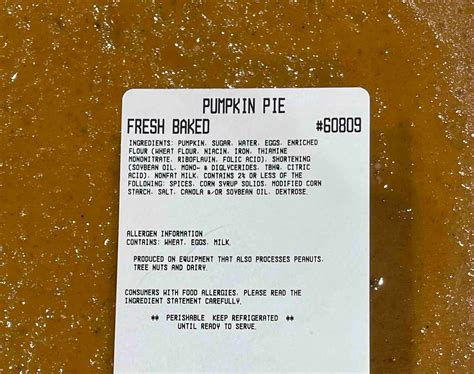 PUMPKIN PIE
FRESH BAKED #60809
INGREDIENTS: PUMPKIN, SUGAR, WATER, EGGS, ENRICHED
FLOUR (WHEAT FLOUR, NIACIN, IRON, THIAMINE
MONONITRATE, RIBOFLAVIN, FOLIC ACID), SHORTENING
(SOYBEAN OIL, MONO- & DIGLYCERIDES, TBHQ, CITRIC
ACID), NONFAT MILK, CONTAINS 2% OR LESS OF THE
FOLLOWING: SPICES, CORN SYRUP SOLIDS, MODIFIED CORN
STARCH, SALT, CANOLA &/OR SOYBEAN OIL, DEXTROSE.
ALLERGEN INFORMATION
CONTAINS: WHEAT, EGGS, MILK.
PRODUCED ON EQUIPMENT THAT ALSO PROCESSES PEANUTS,
TREE NUTS AND DAIRY.
CONSUMERS WITH FOOD ALLERGIES, PLEASE READ THE
INGREDIENT STATEMENT CAREFULLY.
** PERISHABLE KEEP REFRIGERATED **
UNTIL READY TO SERVE.